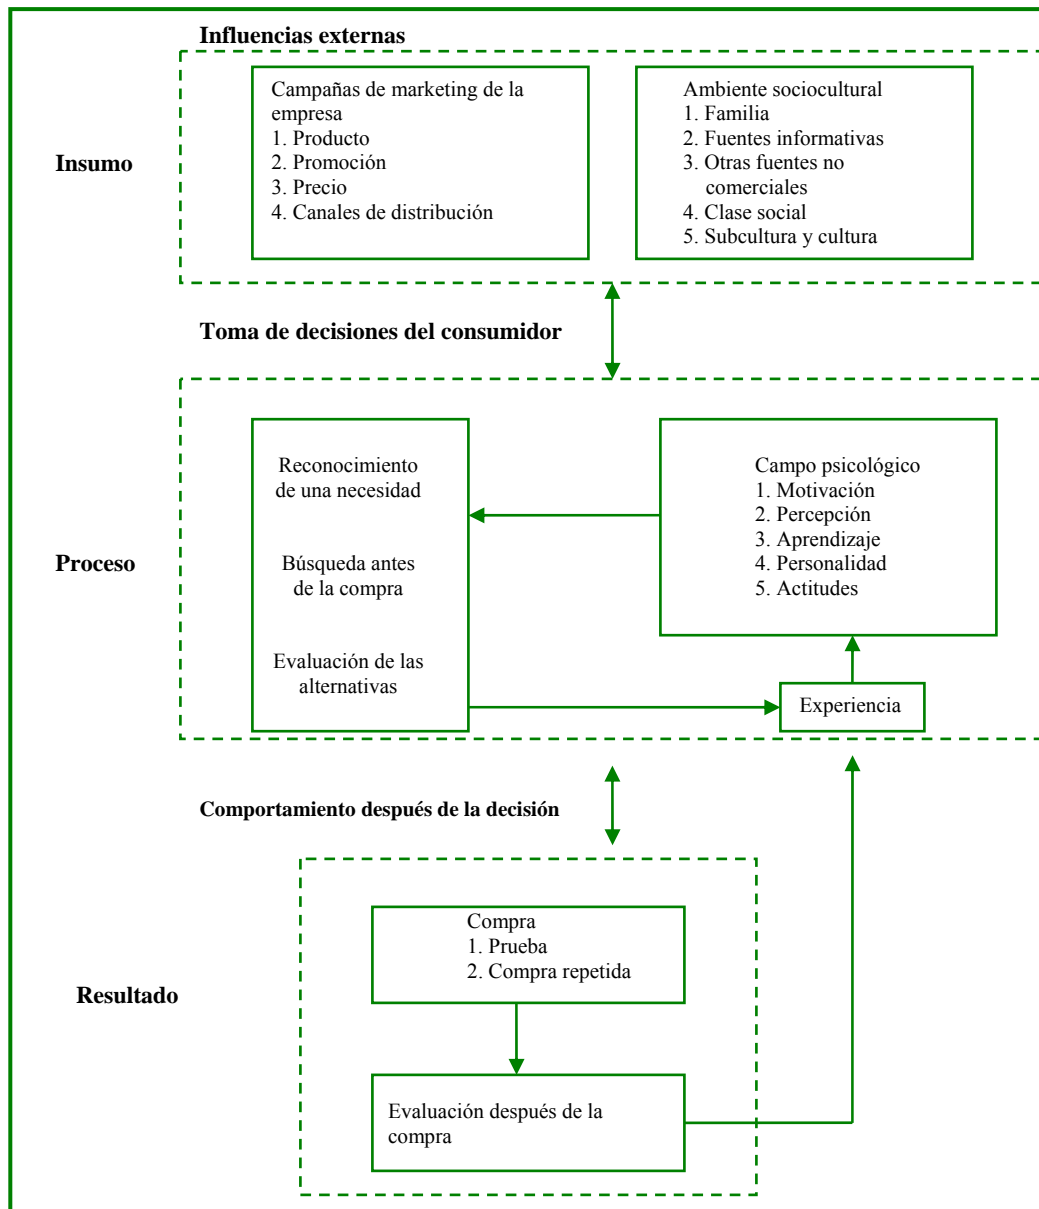 Influencias externas
Insumo
Campañas de marketing de la
empresa
1. Producto
2. Promoción
3. Precio
4. Canales de distribución
Ambiente sociocultural
1. Familia
2. Fuentes informativas
3. Otras fuentes no
comerciales
4. Clase social
5. Subcultura y cultura
Toma de decisiones del consumidor
Proceso
Reconocimiento
de una necesidad
Búsqueda antes
de la compra
Evaluación de las
alternativas
Campo psicológico
1. Motivación
2. Percepción
3. Aprendizaje
4. Personalidad
5. Actitudes
Experiencia
Comportamiento después de la decisión
Resultado
Compra
1. Prueba
2. Compra repetida
Evaluación después de la
compra